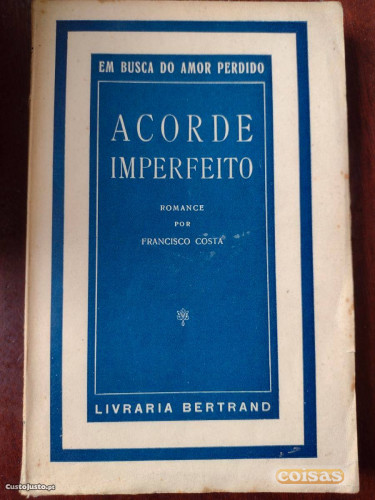 EM BUSCA DO AMOR PERDIDO
ACORDE
IMPERFEITO
ROMANCE
POR
FRANCISCO COSTA
LIVRARIA BERTRAND
CustoJusto.pt
coisas